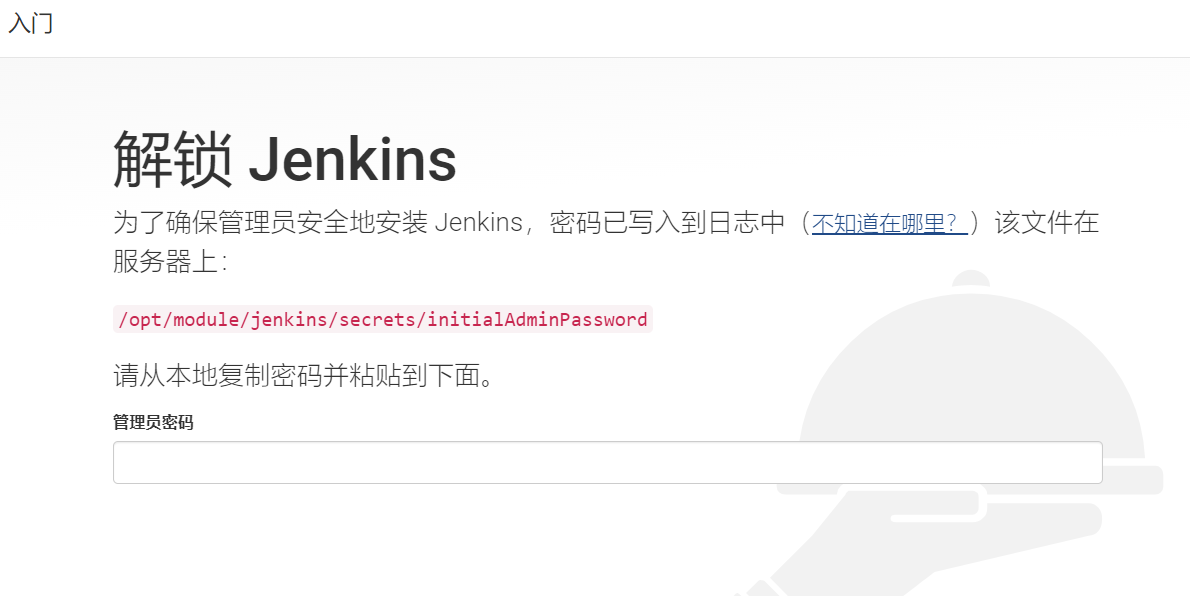 入门
解锁 Jenkins
为了确保管理员安全地安装 Jenkins，密码已写入到日志中（不知道在哪里？）该文件在
服务器上：
/opt/module/jenkins/secrets/initialAdminPassword
请从本地复制密码并粘贴到下面。
管理员密码